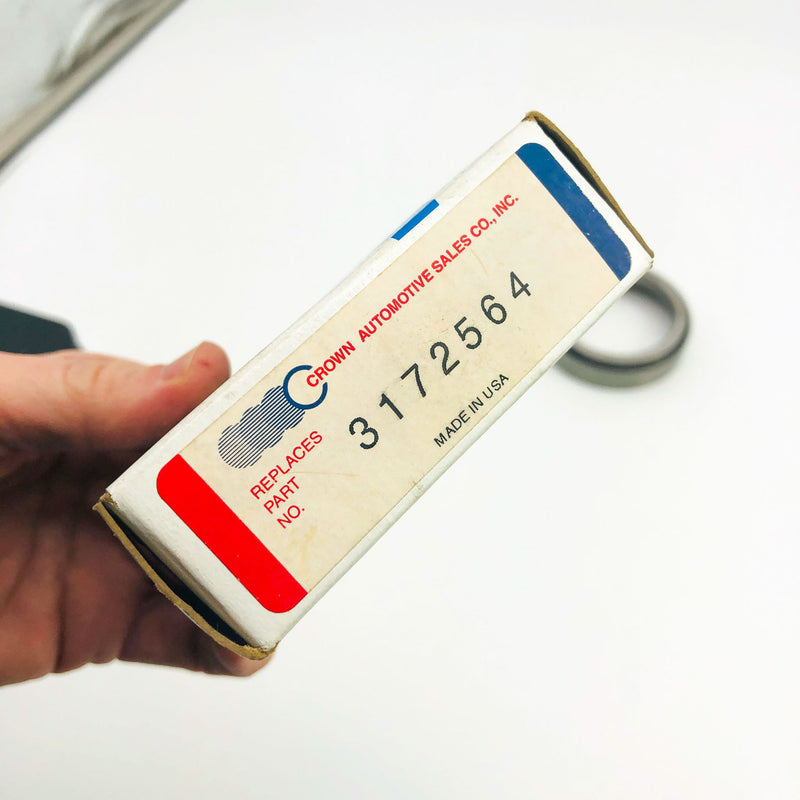 CROWN AUTOMOTIVE SALES CO., INC.
REPLACES
PART
NO.
3172564
MADE IN USA